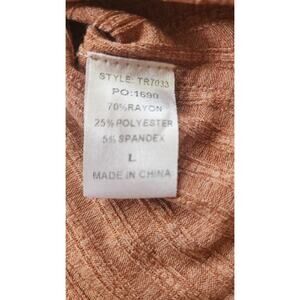 STYLE: TR7033
PO:1690
70%RAYON
25% POLYESTER
5% SPANDEX
L
MADE IN CHINA